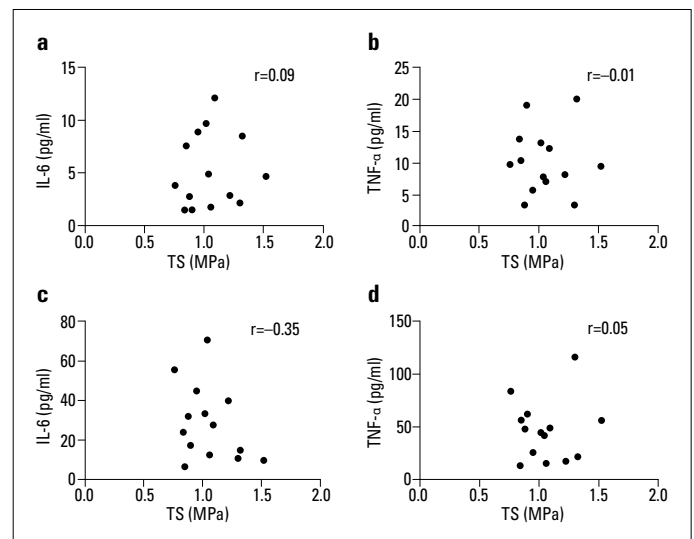 a
r=0.09
IL-6 (pg/ml)
15
10
5
0
0.0 0.5 1.0 1.5 2.0
TS (MPa)
b
r=−0.01
TNF-α (pg/ml)
25
20
15
10
5
0
0.0 0.5 1.0 1.5 2.0
TS (MPa)
c
r=−0.35
IL-6 (pg/ml)
80
60
40
20
0
0.0 0.5 1.0 1.5 2.0
TS (MPa)
d
r=0.05
TNF-α (pg/ml)
150
100
50
0
0.0 0.5 1.0 1.5 2.0
TS (MPa)